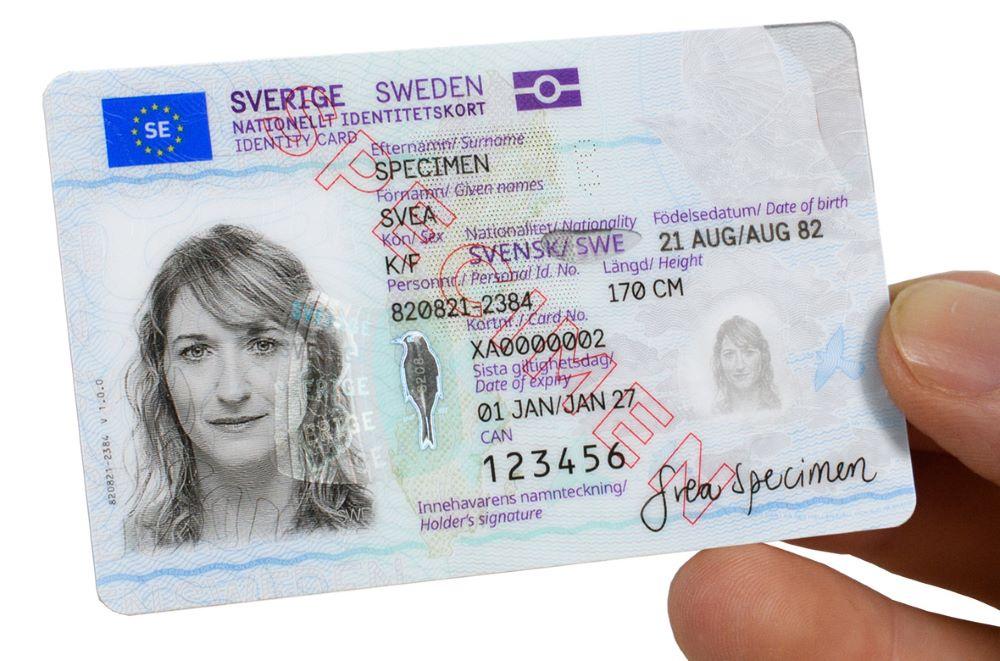 SE
SVERIGE SWEDEN
NATIONELLT IDENTITETSKORT
IDENTITY CARD
SPECIMEN
Efternamn/ Surname
SPECIMEN
Förnamn/ Given names
SVEA
Kön/ Sex
K/F
Nationalitet/ Nationality
SVENSK/ SWE
Födelsedatum/ Date of birth
21 AUG/AUG 82
Personnr./ Personal Id. No.
820821-2384
Längd/ Height
170 CM
Kortnr./ Card No.
XA0000002
Sista giltighetsdag/
Date of expiry
01 JAN/JAN 27
CAN
123456
Innehavarens namnteckning/
Holder's signature
Svea Specimen
820821-2384 V 1.0.0
SVERIGE
SWE